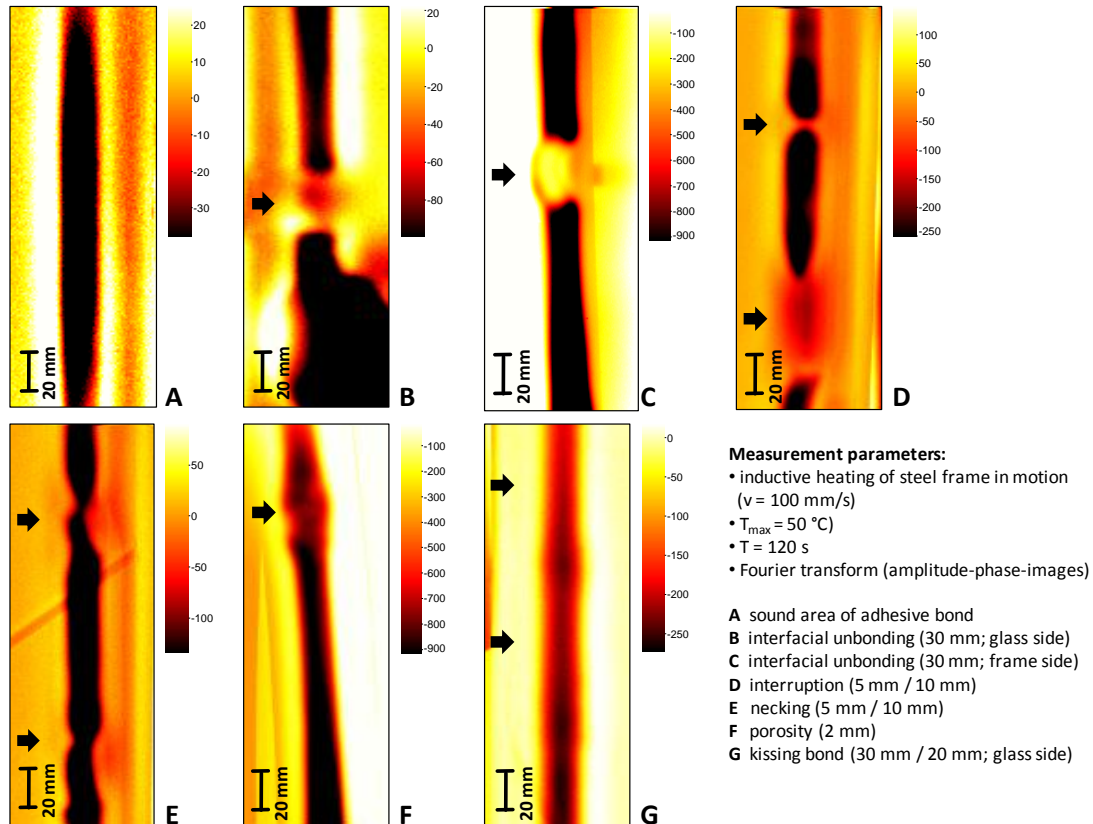 20
10
0
-10
-20
-30
20 mm
A
20
0
-20
-40
-60
-80
20 mm
B
-100
-200
-300
-400
-500
-600
-700
-800
-900
20 mm
C
100
50
0
-50
-100
-150
-200
-250
20 mm
D
50
0
-50
-100
20 mm
E
-100
-200
-300
-400
-500
-600
-700
-800
-900
20 mm
F
0
-50
-100
-150
-200
-250
20 mm
G
Measurement parameters:
• inductive heating of steel frame in motion
(v = 100 mm/s)
• Tmax = 50 °C)
• T = 120 s
• Fourier transform (amplitude-phase-images)
A sound area of adhesive bond
B interfacial unbonding (30 mm; glass side)
C interfacial unbonding (30 mm; frame side)
D interruption (5 mm / 10 mm)
E necking (5 mm / 10 mm)
F porosity (2 mm)
G kissing bond (30 mm / 20 mm; glass side)